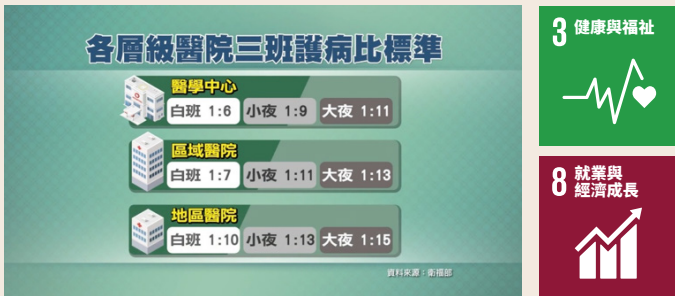 各層級醫院三班護病比標準
醫學中心
白班 1:6 小夜 1:9 大夜 1:11
區域醫院
白班 1:7 小夜 1:11 大夜 1:13
地區醫院
白班 1:10 小夜 1:13 大夜 1:15
資料來源：衛福部
3 健康與福祉
8 就業與
經濟成長